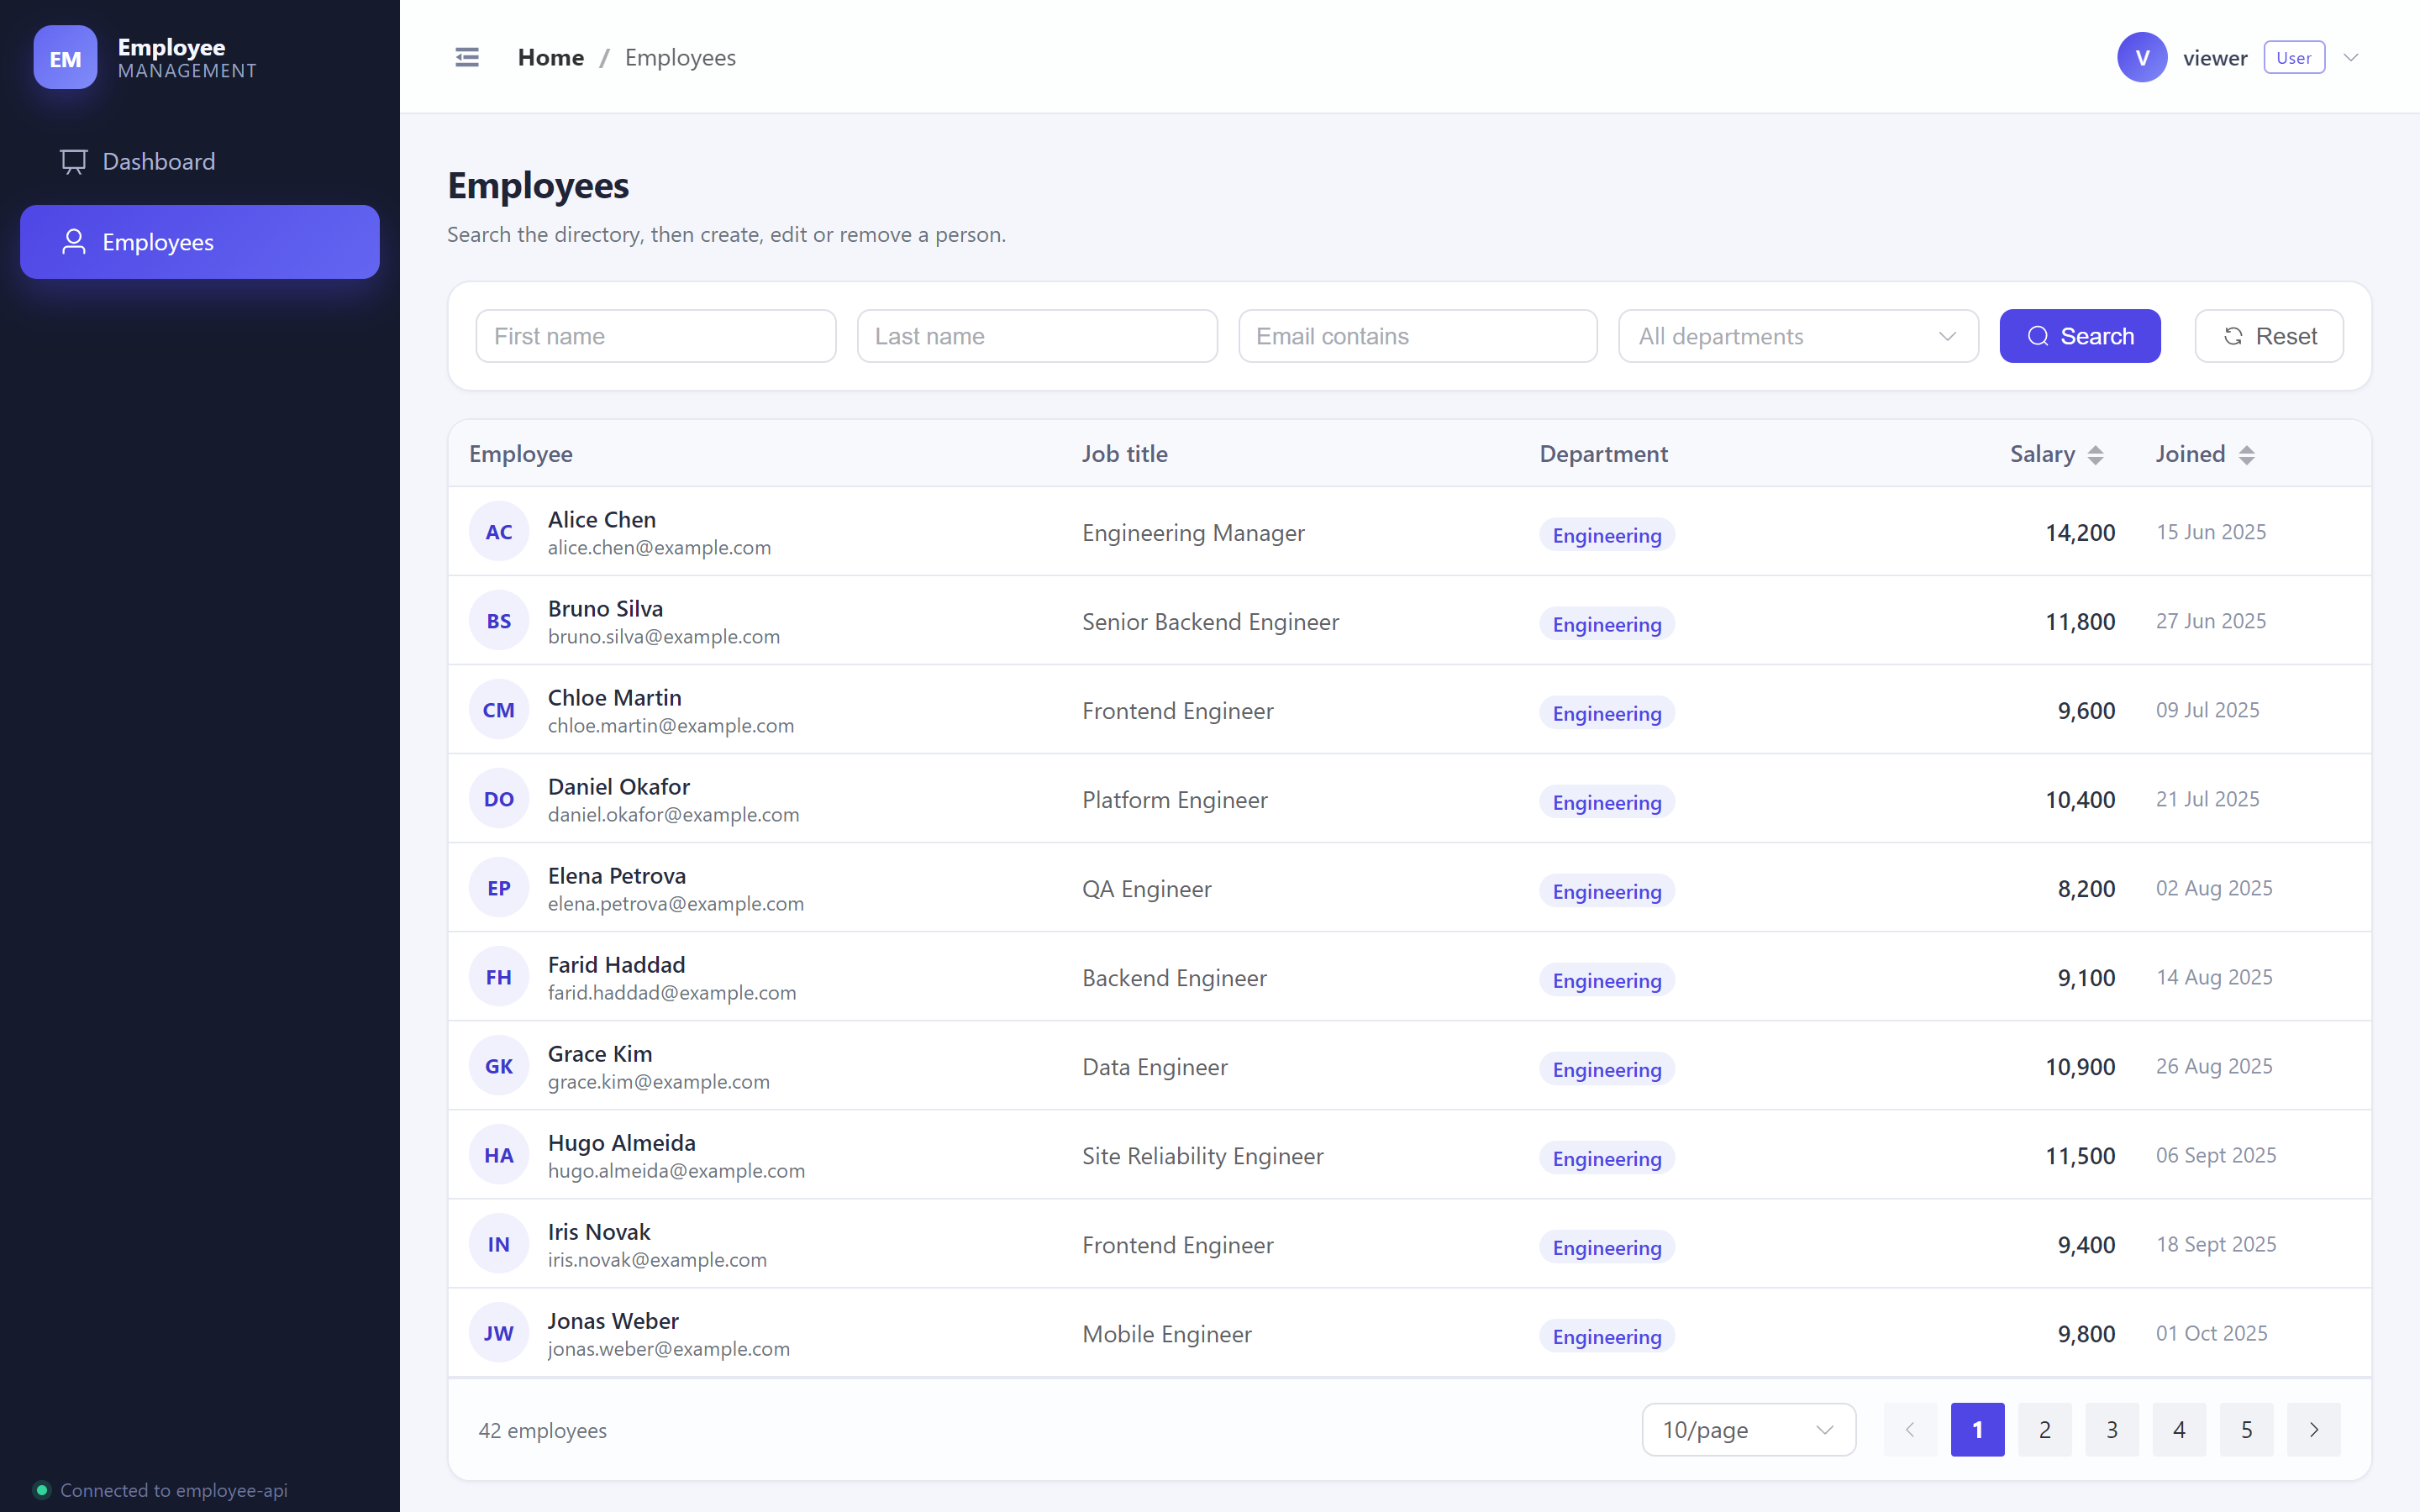 EM
Employee
MANAGEMENT
Dashboard
Employees
Connected to employee-api
Home / Employees
V viewer User
Employees
Search the directory, then create, edit or remove a person.
First name Last name Email contains All departments Search Reset
Employee Job title Department Salary Joined
AC Alice Chen
alice.chen@example.com
Engineering Manager Engineering 14,200 15 Jun 2025
BS Bruno Silva
bruno.silva@example.com
Senior Backend Engineer Engineering 11,800 27 Jun 2025
CM Chloe Martin
chloe.martin@example.com
Frontend Engineer Engineering 9,600 09 Jul 2025
DO Daniel Okafor
daniel.okafor@example.com
Platform Engineer Engineering 10,400 21 Jul 2025
EP Elena Petrova
elena.petrova@example.com
QA Engineer Engineering 8,200 02 Aug 2025
FH Farid Haddad
farid.haddad@example.com
Backend Engineer Engineering 9,100 14 Aug 2025
GK Grace Kim
grace.kim@example.com
Data Engineer Engineering 10,900 26 Aug 2025
HA Hugo Almeida
hugo.almeida@example.com
Site Reliability Engineer Engineering 11,500 06 Sept 2025
IN Iris Novak
iris.novak@example.com
Frontend Engineer Engineering 9,400 18 Sept 2025
JW Jonas Weber
jonas.weber@example.com
Mobile Engineer Engineering 9,800 01 Oct 2025
42 employees 10/page 1 2 3 4 5